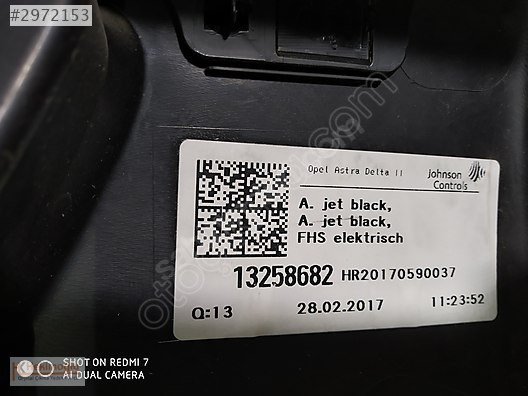 #2972153
Opel Astra Delta II
Johnson
Controls
A. jet black,
A. jet black,
FHS elektrisch
13258682 HR20170590037
Q:13 28.02.2017 11:23:52
SHOT ON REDMI 7
AI DUAL CAMERA